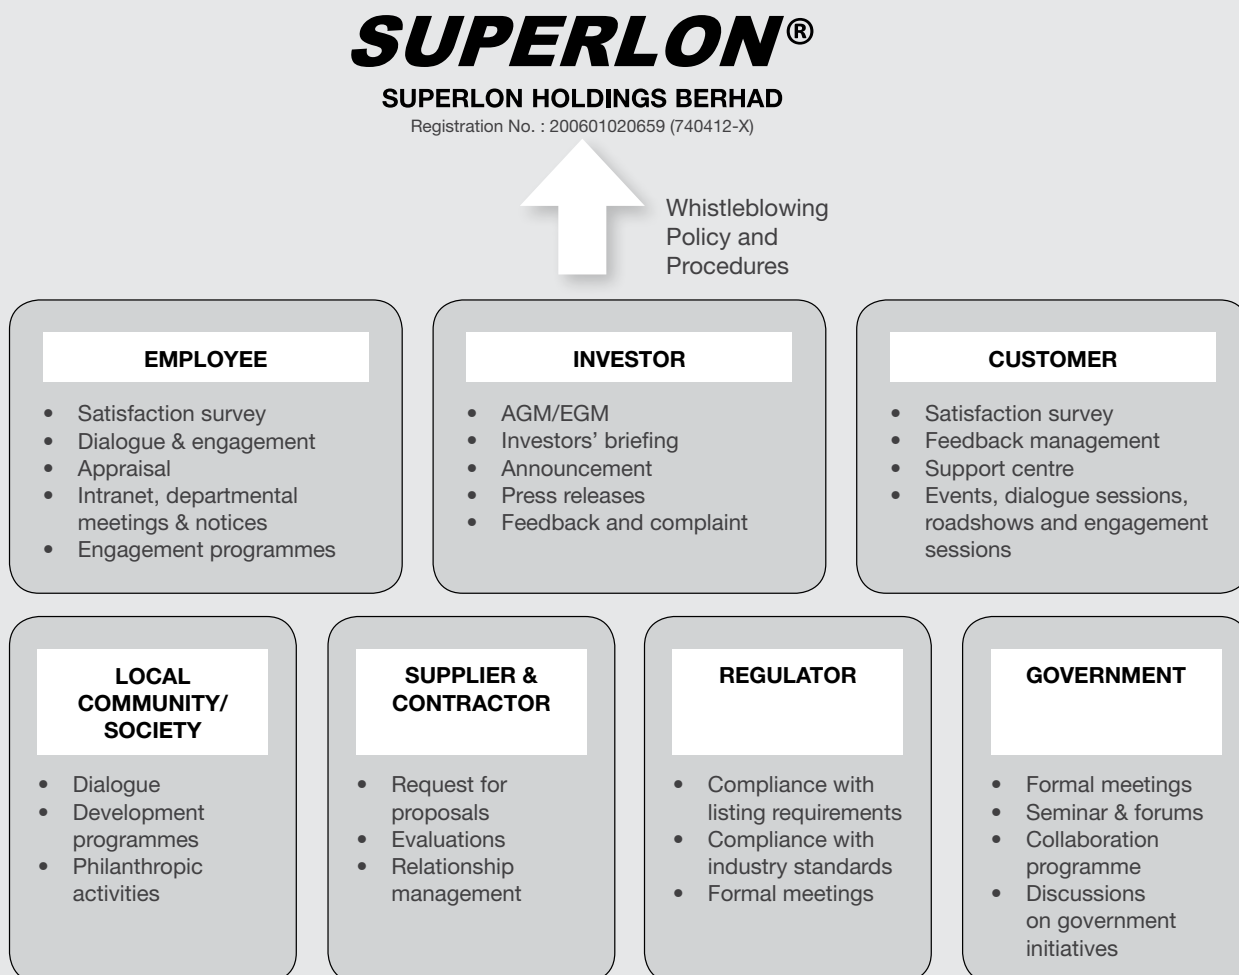 SUPERLON®
SUPERLON HOLDINGS BERHAD
Registration No. : 200601020659 (740412-X)
Whistleblowing
Policy and
Procedures
EMPLOYEE
• Satisfaction survey
• Dialogue & engagement
• Appraisal
• Intranet, departmental
meetings & notices
• Engagement programmes
INVESTOR
• AGM/EGM
• Investors’ briefing
• Announcement
• Press releases
• Feedback and complaint
CUSTOMER
• Satisfaction survey
• Feedback management
• Support centre
• Events, dialogue sessions,
roadshows and engagement
sessions
LOCAL
COMMUNITY/
SOCIETY
• Dialogue
• Development
programmes
• Philanthropic
activities
SUPPLIER &
CONTRACTOR
• Request for
proposals
• Evaluations
• Relationship
management
REGULATOR
• Compliance with
listing requirements
• Compliance with
industry standards
• Formal meetings
GOVERNMENT
• Formal meetings
• Seminar & forums
• Collaboration
programme
• Discussions
on government
initiatives